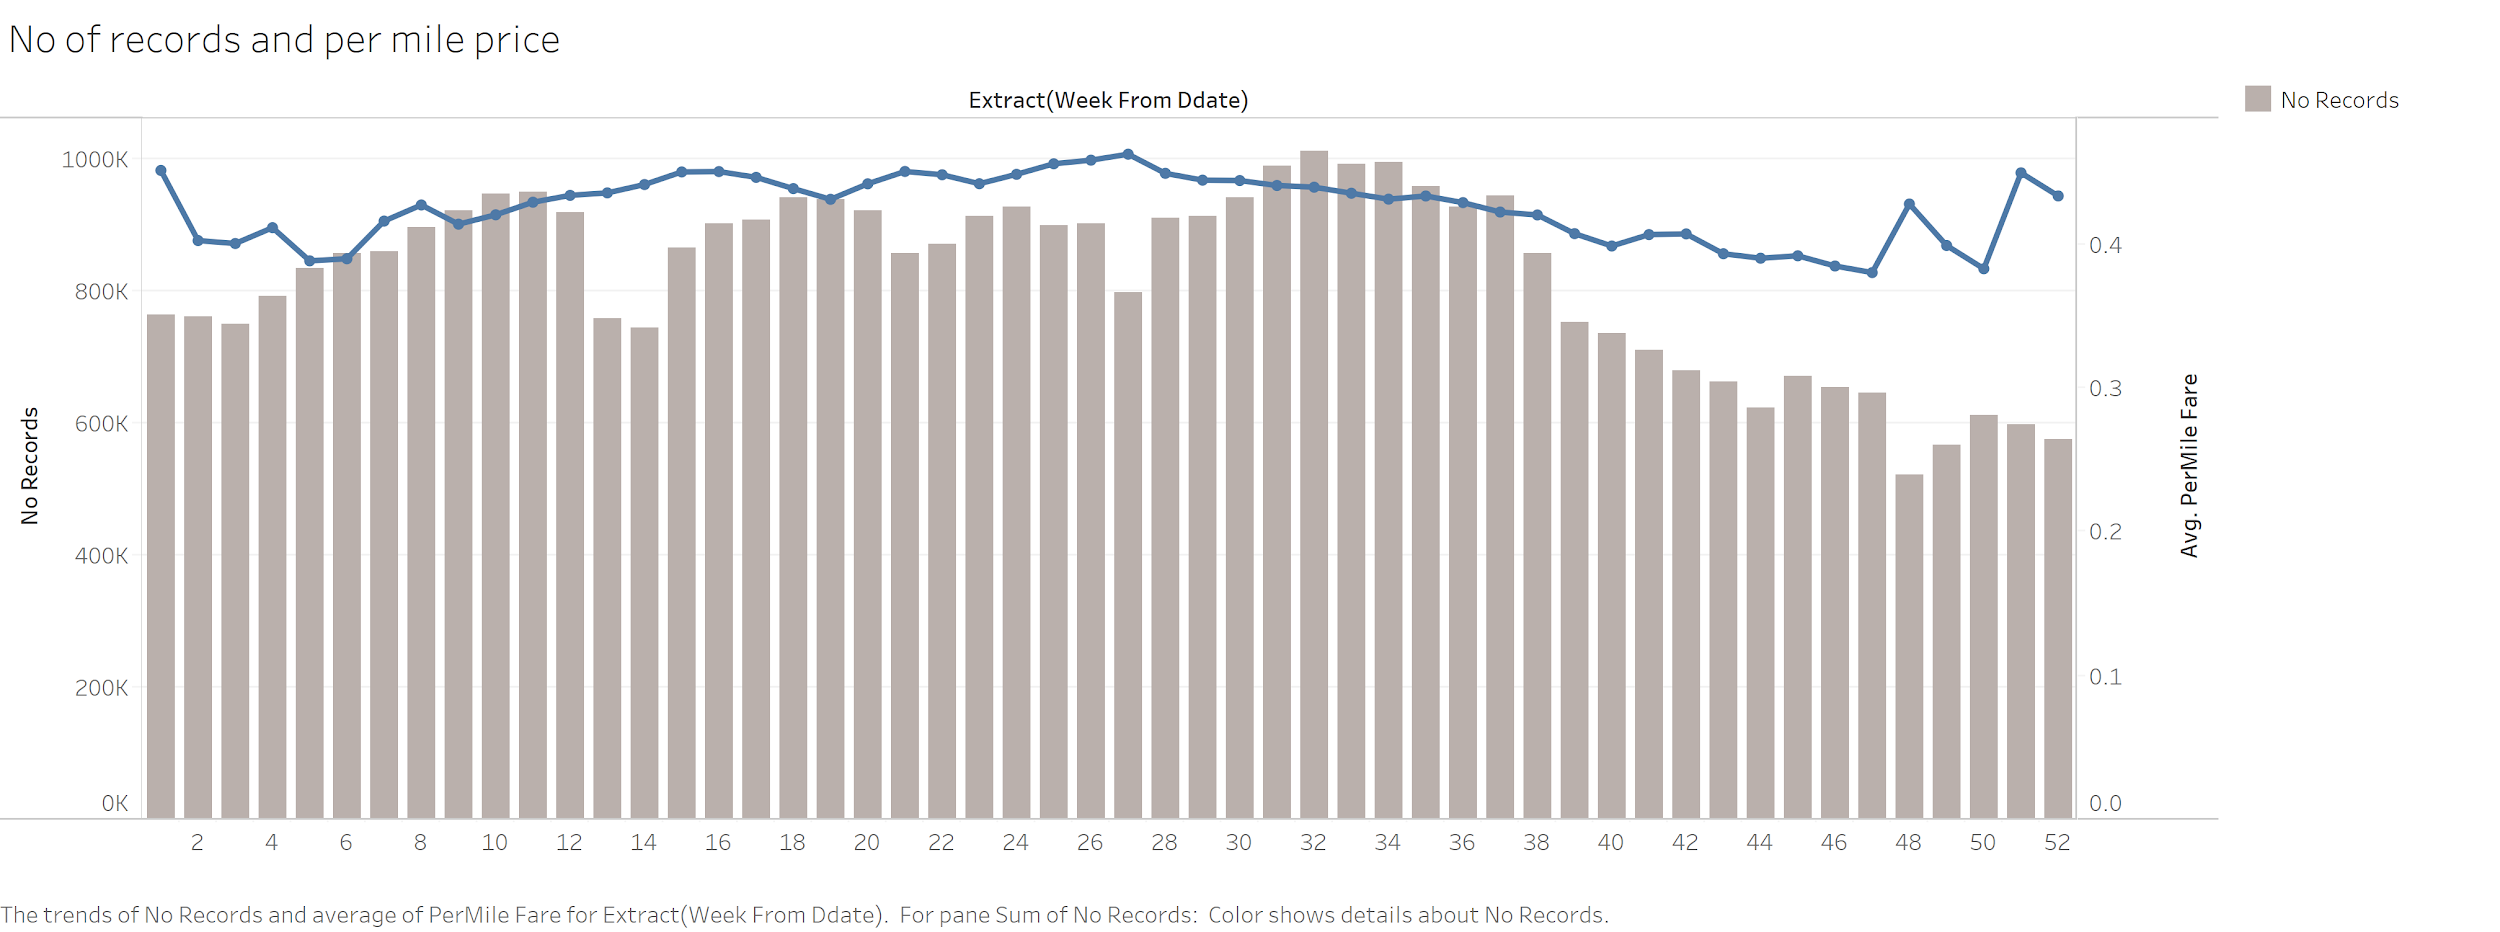 No of records and per mile price
Extract(Week From Ddate)
No Records
1000K
800K
600K
400K
200K
0K
No Records
0.4
0.3
0.2
0.1
0.0
Avg. PerMile Fare
2 4 6 8 10 12 14 16 18 20 22 24 26 28 30 32 34 36 38 40 42 44 46 48 50 52
The trends of No Records and average of PerMile Fare for Extract(Week From Ddate).  For pane Sum of No Records:  Color shows details about No Records.